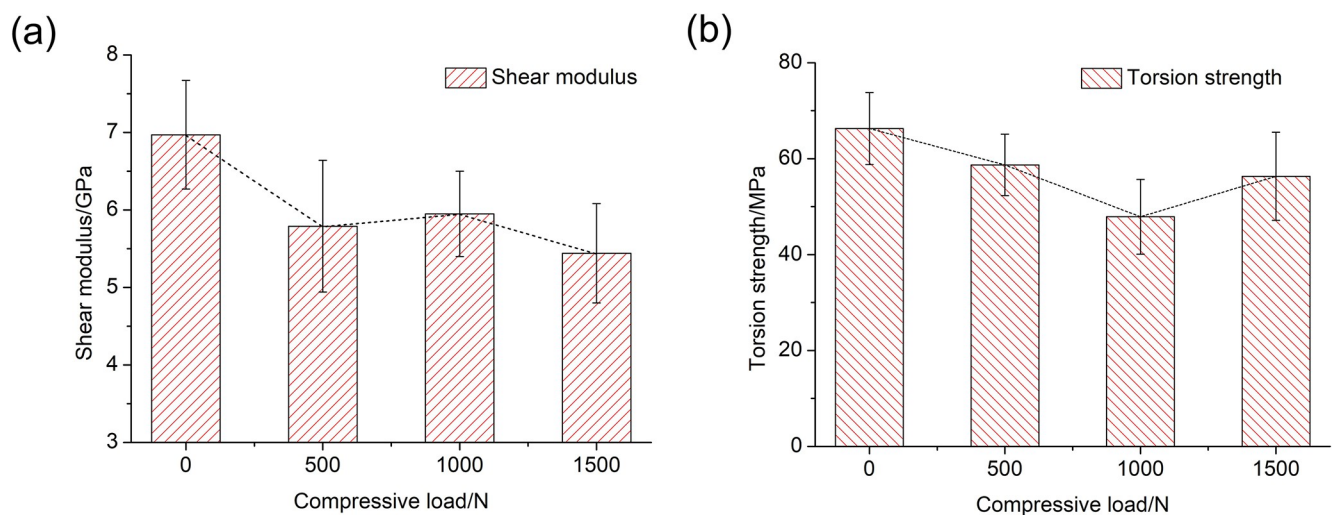 (a)
Shear modulus/GPa
8
7
6
5
4
3
Shear modulus
0 500 1000 1500
Compressive load/N
(b)
Torsion strength/MPa
80
60
40
20
0
Torsion strength
0 500 1000 1500
Compressive load/N